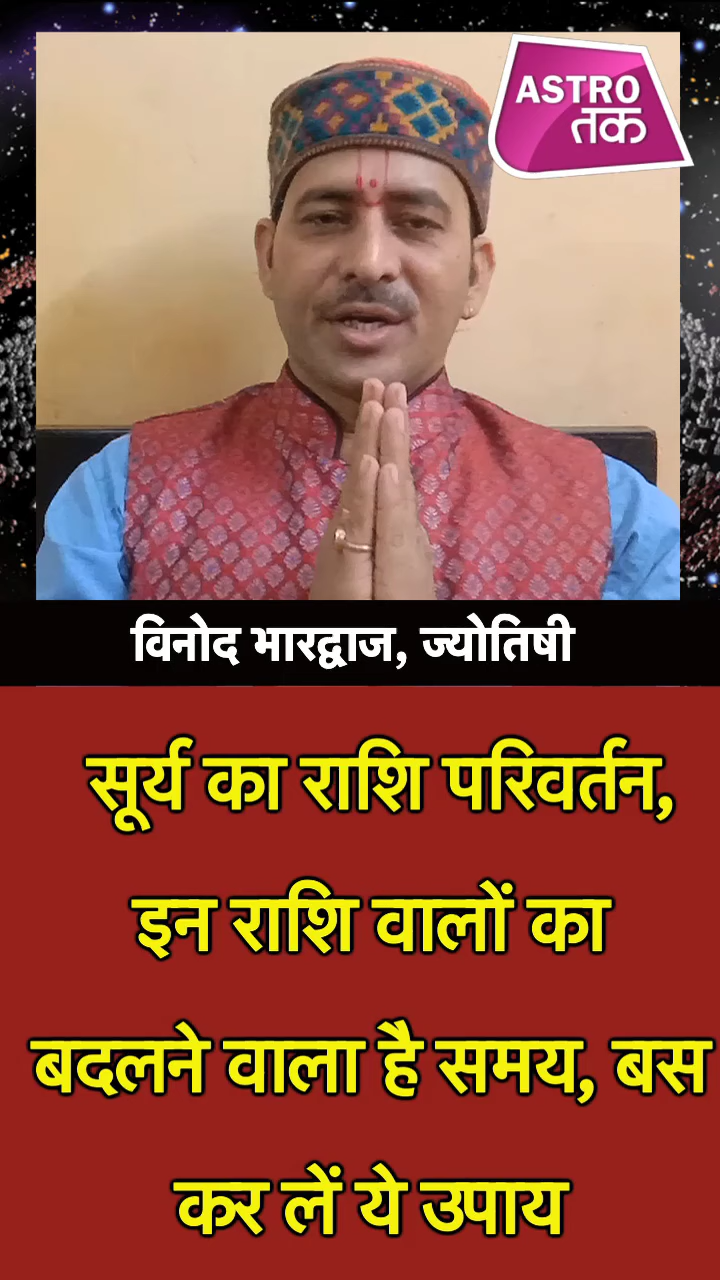 ASTRO
तक
विनोद भारद्वाज, ज्योतिषी
सूर्य का राशि परिवर्तन,
इन राशि वालों का
बदलने वाला है समय, बस
कर लें ये उपाय